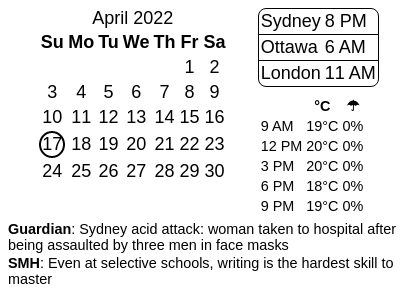 April 2022
Su Mo Tu We Th Fr Sa
1 2
3 4 5 6 7 8 9
10 11 12 13 14 15 16
17 18 19 20 21 22 23
24 25 26 27 28 29 30
Sydney 8 PM
Ottawa 6 AM
London 11 AM
°C ☂
9 AM 19°C 0%
12 PM 20°C 0%
3 PM 20°C 0%
6 PM 18°C 0%
9 PM 19°C 0%
Guardian: Sydney acid attack: woman taken to hospital after
being assaulted by three men in face masks
SMH: Even at selective schools, writing is the hardest skill to
master